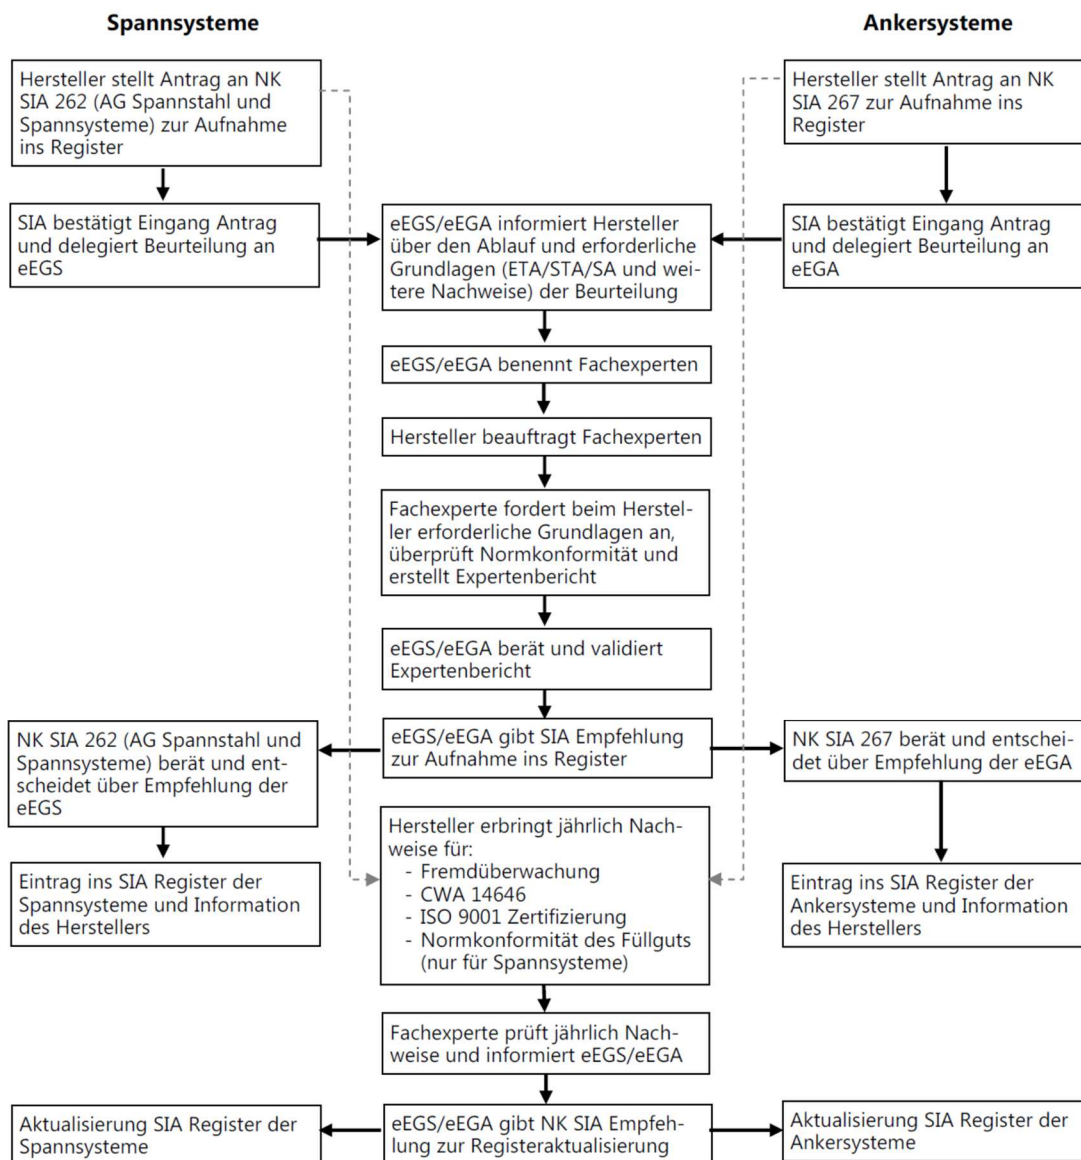 Spannsysteme
Ankersysteme
Hersteller stellt Antrag an NK
SIA 262 (AG Spannstahl und
Spannsysteme) zur Aufnahme
ins Register
Hersteller stellt Antrag an NK
SIA 267 zur Aufnahme ins
Register
SIA bestätigt Eingang Antrag
und delegiert Beurteilung an
eEGS
eEGS/eEGA informiert Hersteller
über den Ablauf und erforderliche
Grundlagen (ETA/STA/SA und wei-
tere Nachweise) der Beurteilung
SIA bestätigt Eingang Antrag
und delegiert Beurteilung an
eEGA
eEGS/eEGA benennt Fachexperten
Hersteller beauftragt Fachexperten
Fachexperte fordert beim Herstel-
ler erforderliche Grundlagen an,
überprüft Normkonformität und
erstellt Expertenbericht
eEGS/eEGA berät und validiert
Expertenbericht
NK SIA 262 (AG Spannstahl und
Spannsysteme) berät und ent-
scheidet über Empfehlung der
eEGS
eEGS/eEGA gibt SIA Empfehlung
zur Aufnahme ins Register
NK SIA 267 berät und entschei-
det über Empfehlung der eEGA
Hersteller erbringt jährlich Nach-
weise für:
- Fremdüberwachung
- CWA 14646
- ISO 9001 Zertifizierung
- Normkonformität des Füllguts
(nur für Spannsysteme)
Eintrag ins SIA Register der
Spannsysteme und Information
des Herstellers
Eintrag ins SIA Register der
Ankersysteme und Information
des Herstellers
Fachexperte prüft jährlich Nach-
weise und informiert eEGS/eEGA
Aktualisierung SIA Register der
Spannsysteme
eEGS/eEGA gibt NK SIA Empfeh-
lung zur Registeraktualisierung
Aktualisierung SIA Register der
Ankersysteme